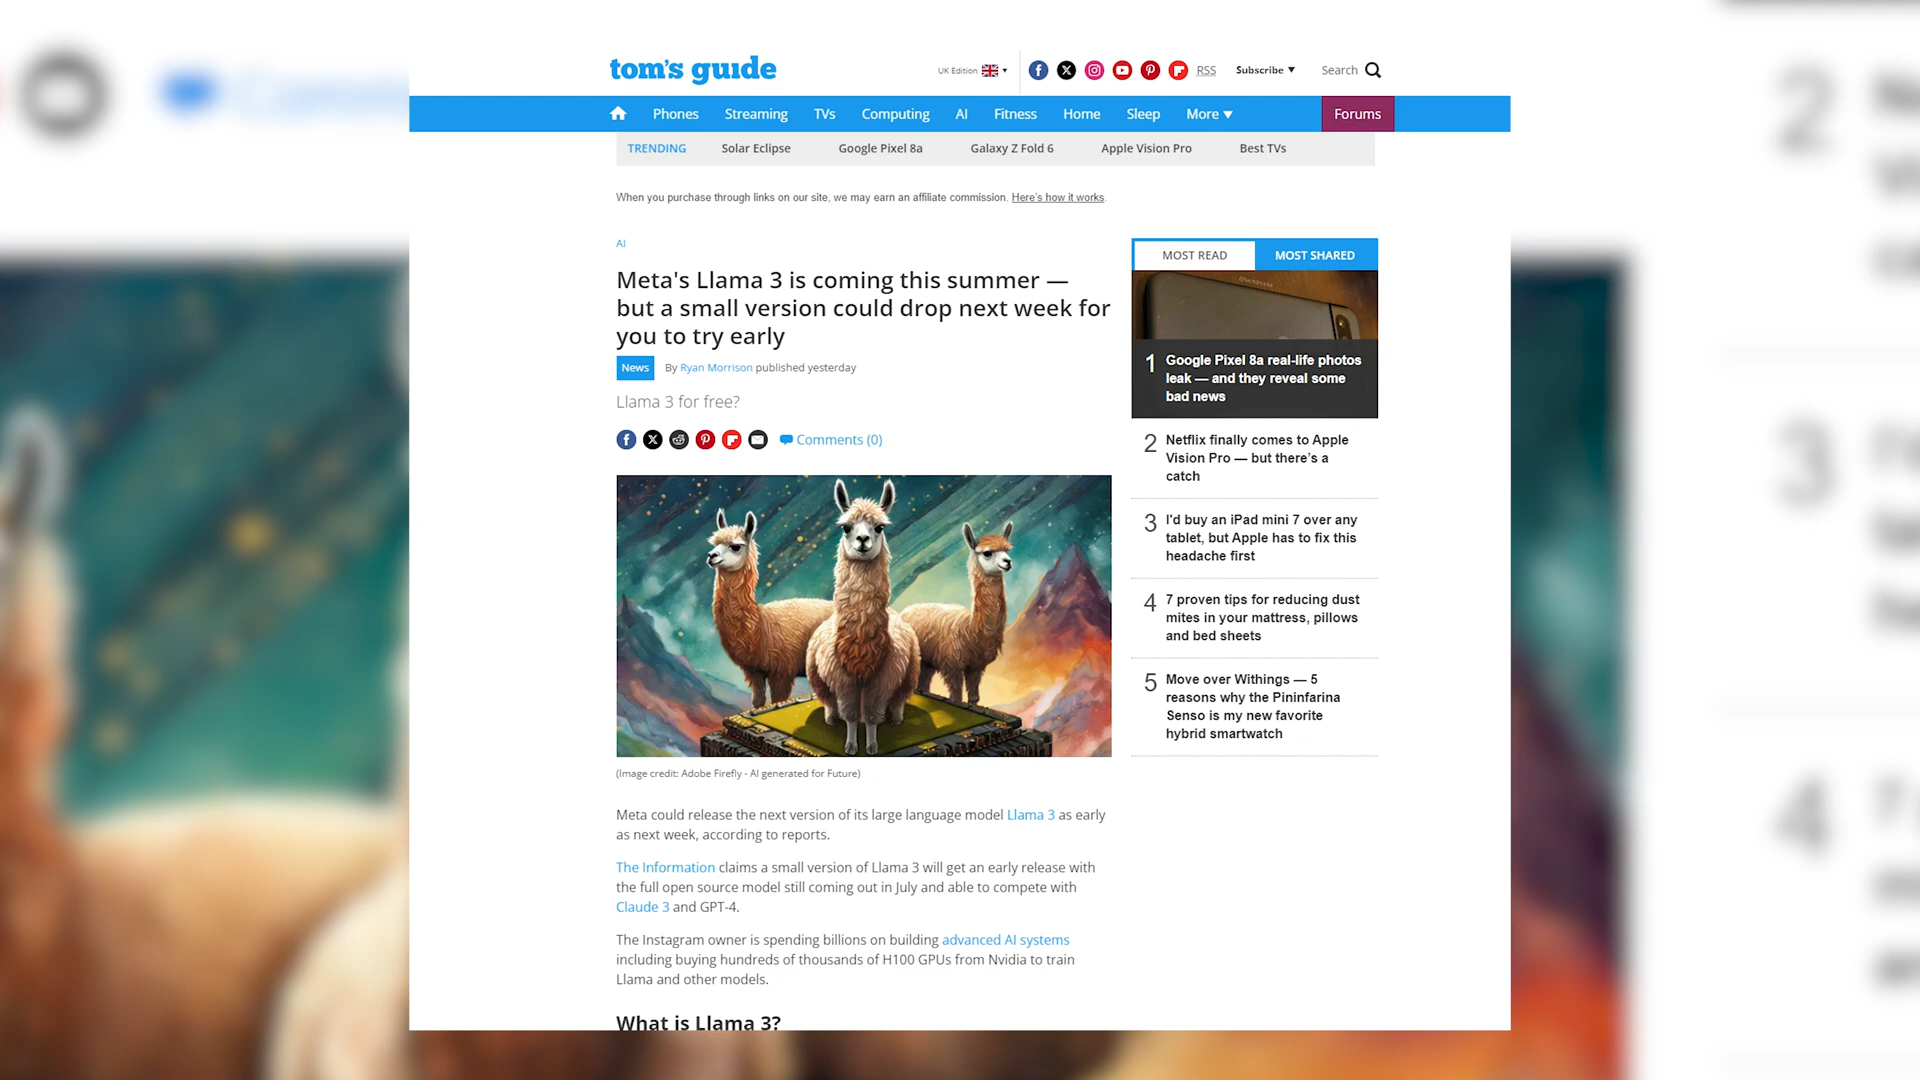 tom's guide
UK Edition
RSS
Subscribe
Search
Phones Streaming TVs Computing AI Fitness Home Sleep More Forums
TRENDING Solar Eclipse Google Pixel 8a Galaxy Z Fold 6 Apple Vision Pro Best TVs
When you purchase through links on our site, we may earn an affiliate commission. Here's how it works.
AI
Meta's Llama 3 is coming this summer —
but a small version could drop next week for
you to try early
News By Ryan Morrison published yesterday
Llama 3 for free?
Comments (0)
(Image credit: Adobe Firefly - AI generated for Future)
Meta could release the next version of its large language model Llama 3 as early
as next week, according to reports.
The Information claims a small version of Llama 3 will get an early release with
the full open source model still coming out in July and able to compete with
Claude 3 and GPT-4.
The Instagram owner is spending billions on building advanced AI systems
including buying hundreds of thousands of H100 GPUs from Nvidia to train
Llama and other models.
What is Llama 3?
MOST READ MOST SHARED
1 Google Pixel 8a real-life photos
leak — and they reveal some
bad news
2 Netflix finally comes to Apple
Vision Pro — but there's a
catch
3 I'd buy an iPad mini 7 over any
tablet, but Apple has to fix this
headache first
4 7 proven tips for reducing dust
mites in your mattress, pillows
and bed sheets
5 Move over Withings — 5
reasons why the Pininfarina
Senso is my new favorite
hybrid smartwatch